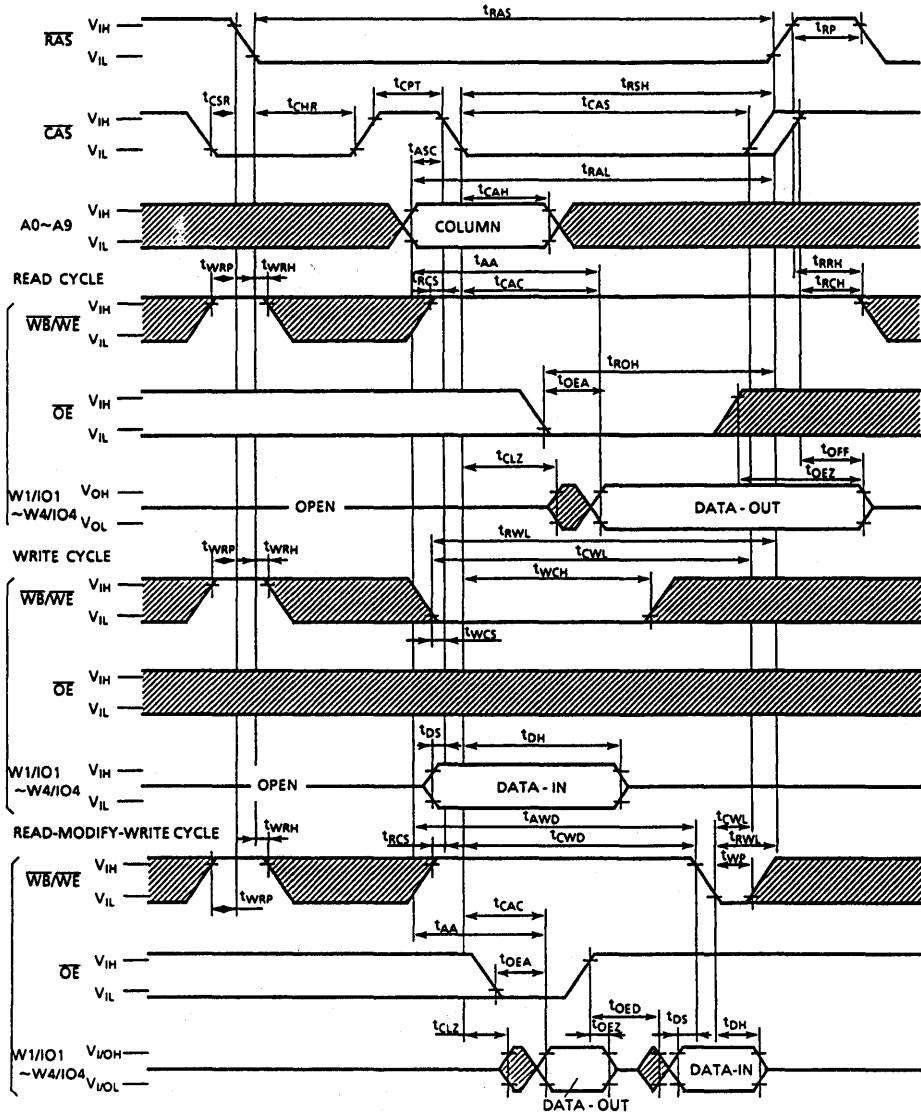 tRAS
RAS VIH
tRP
VIL
tCSR tCHR tCPT tRSH
tCAS
CAS VIH
VIL
tASC
tRAL
tCAH
A0~A9 VIH
COLUMN
VIL
READ CYCLE
tWRP tWRH tAA tRRH
tRCS tCAC tRCH
WB/WE VIH
VIL
tROH
tOEA
OE VIH
VIL
tCLZ tOFF
tOEZ
W1/IO1 VOH
~W4/IO4 OPEN DATA-OUT
VOL
WRITE CYCLE
tWRP tWRH tRWL
tCWL
tWCH
WB/WE VIH
VIL
tWCS
OE VIH
VIL
tDS tDH
W1/IO1 VIH
~W4/IO4 OPEN DATA-IN
VIL
READ-MODIFY-WRITE CYCLE
tWRH tAWD tCWL
tRCS tCWD tRWL
tWP
WB/WE VIH
VIL
tWRP
tCAC
tAA
OE VIH
tOEA
VIL
tOED
tCLZ tOEZ tDS tDH
W1/IO1 VI/OH
~W4/IO4 DATA-IN
VI/OL
DATA-OUT